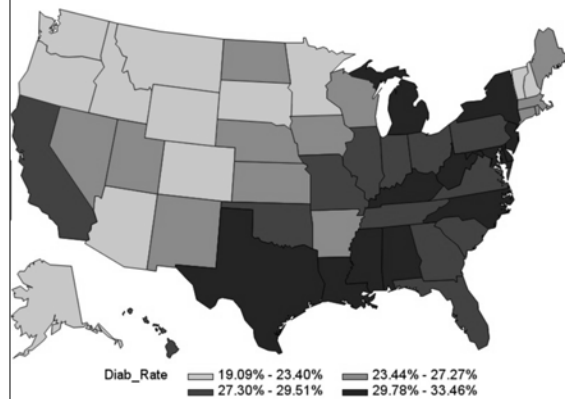 Diab_Rate 19.09% - 23.40% 23.44% - 27.27%
27.30% - 29.51% 29.78% - 33.46%